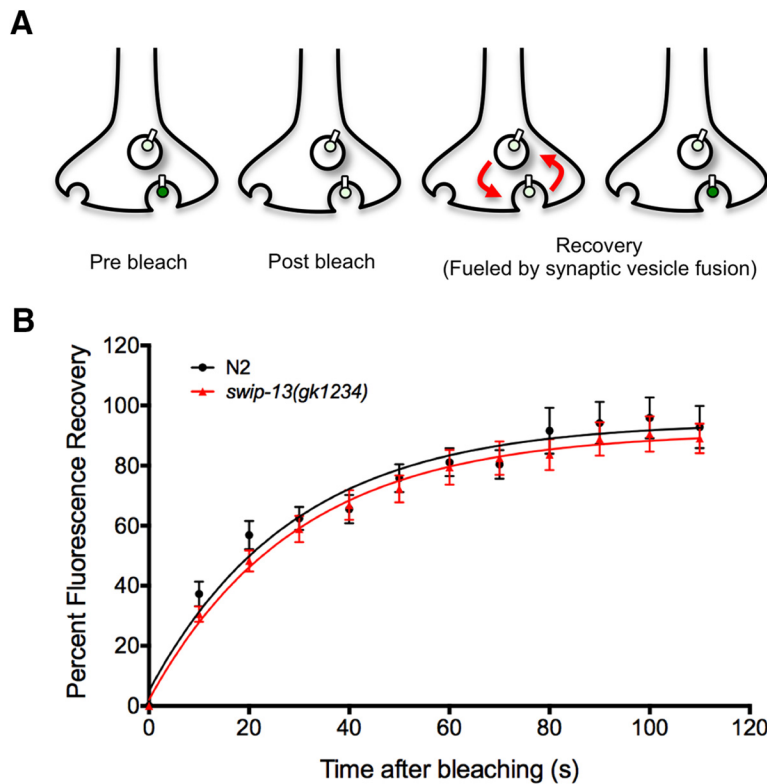 A
Pre bleach
Post bleach
Recovery
(Fueled by synaptic vesicle fusion)
B
Percent Fluorescence Recovery
120
100
80
60
40
20
0
N2
swip-13(gk1234)
0 20 40 60 80 100 120
Time after bleaching (s)